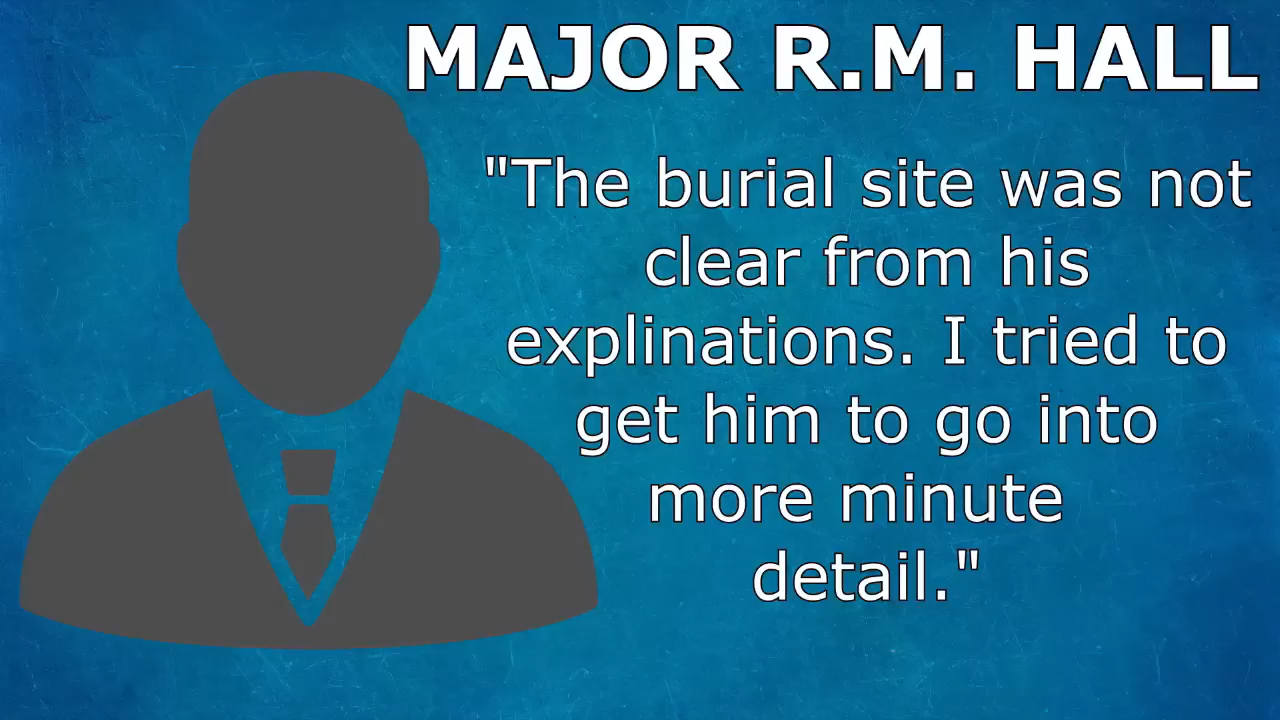 MAJOR R.M. HALL
"The burial site was not
clear from his
explinations. I tried to
get him to go into
more minute
detail."